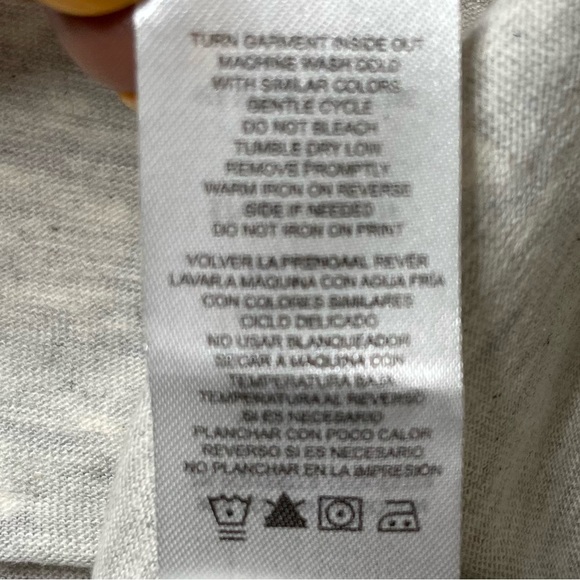 TURN GARMENT INSIDE OUT
MACHINE WASH COLD
WITH SIMILAR COLORS
GENTLE CYCLE
DO NOT BLEACH
TUMBLE DRY LOW
REMOVE PROMPTLY
WARM IRON ON REVERSE
SIDE IF NEEDED
DO NOT IRON ON PRINT
VOLVER LA PRENDAAL REVER
LAVAR A MAQUINA CON AGUA FRIA
CON COLORES SIMILARES
CICLO DELICADO
NO USAR BLANQUEADOR
SECAR A MAQUINA CON
TEMPERATURA BAJA
TEMPERATURA AL REVERSO
SI ES NECESARIO
PLANCHAR CON POCO CALOR
REVERSO SI ES NECESARIO
NO PLANCHAR EN LA IMPRESIÓN